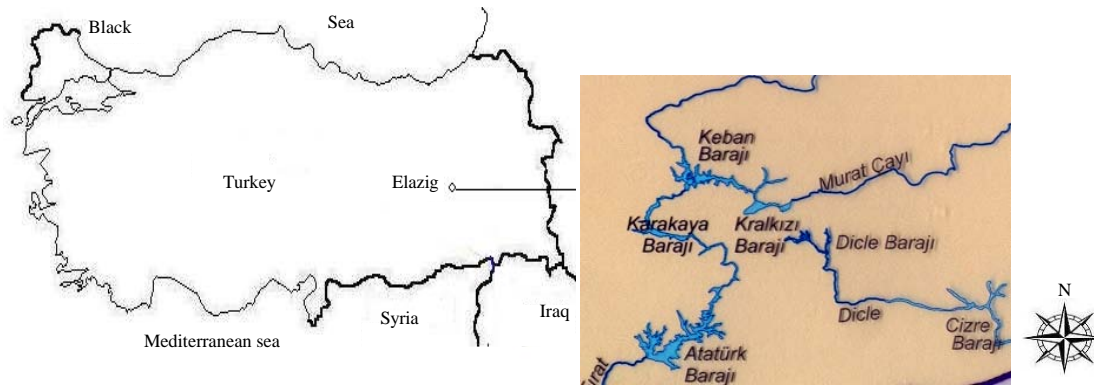 Black
Sea
Turkey
Elazig
Syria
Iraq
Mediterranean sea
Keban
Barajı
Murat Çayı
Karakaya
Barajı
Kralkızı
Barajı
Dicle Barajı
Dicle
Cizre
Barajı
Atatürk
Barajı
N